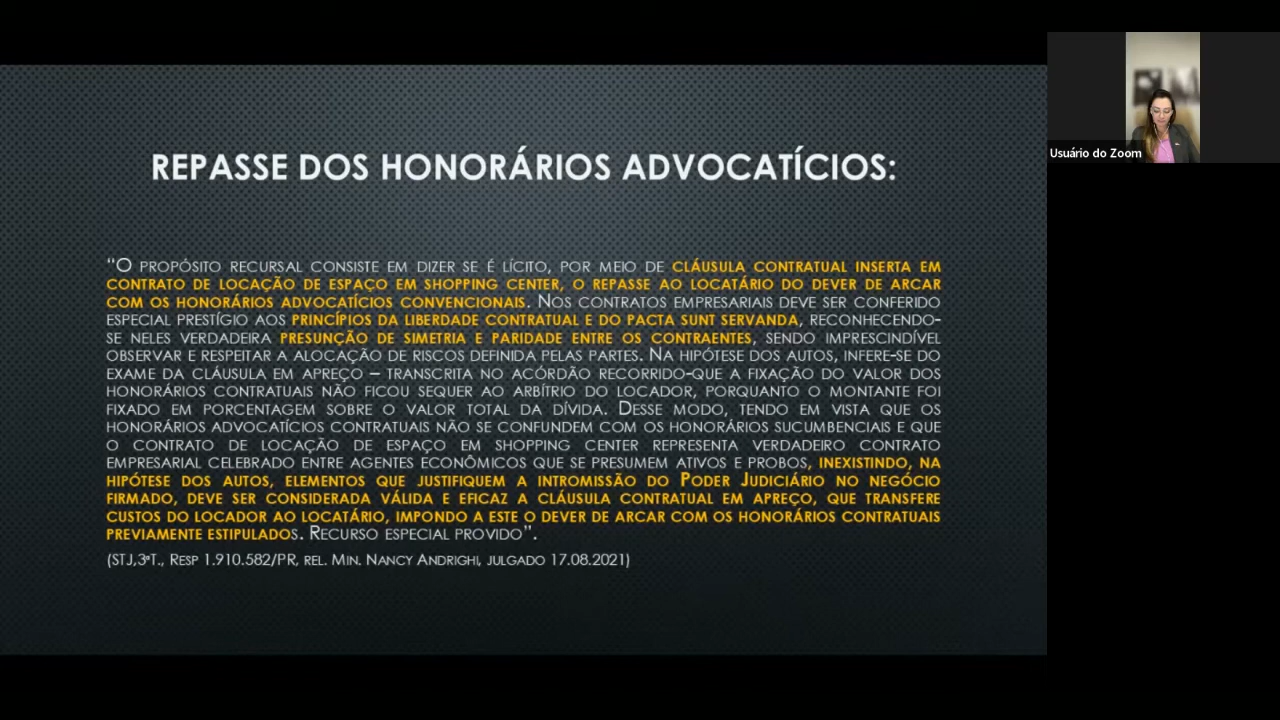 REPASSE DOS HONORÁRIOS ADVOCATÍCIOS:
“O PROPÓSITO RECURSAL CONSISTE EM DIZER SE É LÍCITO, POR MEIO DE CLÁUSULA CONTRATUAL INSERTA EM
CONTRATO DE LOCAÇÃO DE ESPAÇO EM SHOPPING CENTER, O REPASSE AO LOCATÁRIO DO DEVER DE ARCAR
COM OS HONORÁRIOS ADVOCATÍCIOS CONVENCIONAIS. NOS CONTRATOS EMPRESARIAIS DEVE SER CONFERIDO
ESPECIAL PRESTÍGIO AOS PRINCÍPIOS DA LIBERDADE CONTRATUAL E DO PACTA SUNT SERVANDA, RECONHECENDO-
SE NELES VERDADEIRA PRESUNÇÃO DE SIMETRIA E PARIDADE ENTRE OS CONTRAENTES, SENDO IMPRESCINDÍVEL
OBSERVAR E RESPEITAR A ALOCAÇÃO DE RISCOS DEFINIDA PELAS PARTES. NA HIPÓTESE DOS AUTOS, INFERE-SE DO
EXAME DA CLÁUSULA EM APREÇO – TRANSCRITA NO ACÓRDÃO RECORRIDO-QUE A FIXAÇÃO DO VALOR DOS
HONORÁRIOS CONTRATUAIS NÃO FICOU SEQUER AO ARBÍTRIO DO LOCADOR, PORQUANTO O MONTANTE FOI
FIXADO EM PORCENTAGEM SOBRE O VALOR TOTAL DA DÍVIDA. DESSE MODO, TENDO EM VISTA QUE OS
HONORÁRIOS ADVOCATÍCIOS CONTRATUAIS NÃO SE CONFUNDEM COM OS HONORÁRIOS SUCUMBENCIAIS E QUE
O CONTRATO DE LOCAÇÃO DE ESPAÇO EM SHOPPING CENTER REPRESENTA VERDADEIRO CONTRATO
EMPRESARIAL CELEBRADO ENTRE AGENTES ECONÔMICOS QUE SE PRESUMEM ATIVOS E PROBOS, INEXISTINDO, NA
HIPÓTESE DOS AUTOS, ELEMENTOS QUE JUSTIFIQUEM A INTROMISSÃO DO PODER JUDICIÁRIO NO NEGÓCIO
FIRMADO, DEVE SER CONSIDERADA VÁLIDA E EFICAZ A CLÁUSULA CONTRATUAL EM APREÇO, QUE TRANSFERE
CUSTOS DO LOCADOR AO LOCATÁRIO, IMPONDO A ESTE O DEVER DE ARCAR COM OS HONORÁRIOS CONTRATUAIS
PREVIAMENTE ESTIPULADOS. RECURSO ESPECIAL PROVIDO”.
(STJ,3ªT., RESP 1.910.582/PR, REL. MIN. NANCY ANDRIGHI, JULGADO 17.08.2021)
Usuário do Zoom